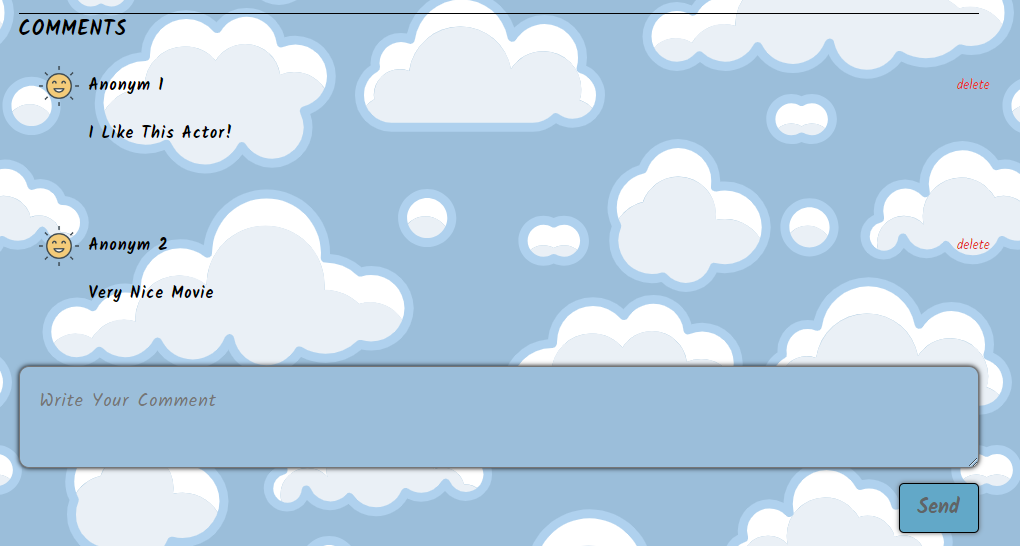 COMMENTS
Anonym 1
delete
I Like This Actor!
Anonym 2
delete
Very Nice Movie
Write Your Comment
Send